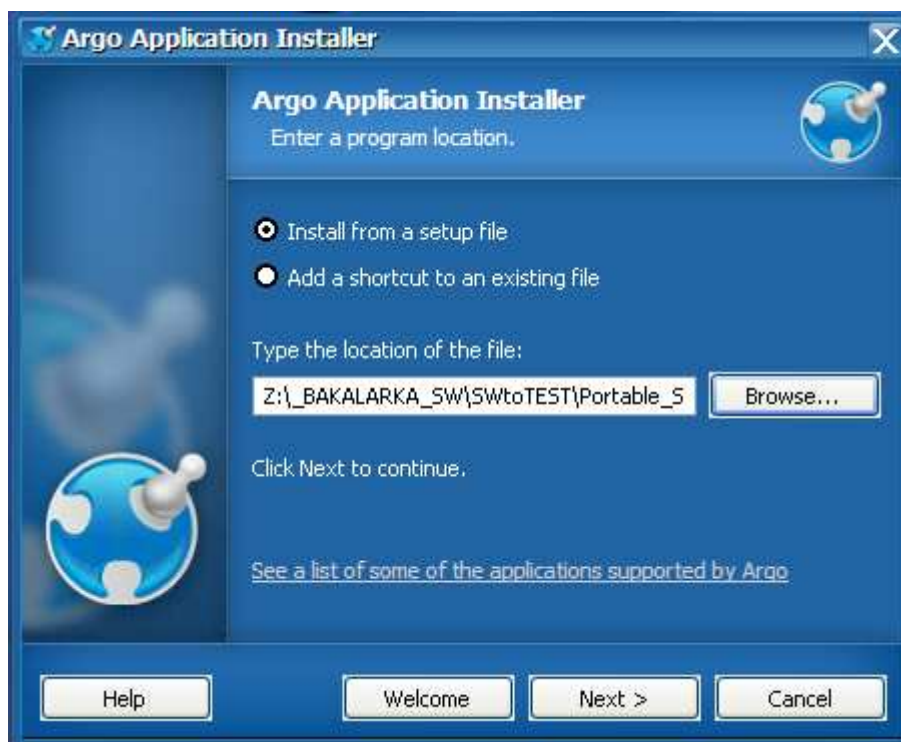 Argo Application Installer
Argo Application Installer
Enter a program location.
Install from a setup file
Add a shortcut to an existing file
Type the location of the file:
Z:\_BAKALARKA_SW\SWtoTEST\Portable_S
Browse...
Click Next to continue.
See a list of some of the applications supported by Argo
Help
Welcome
Next >
Cancel